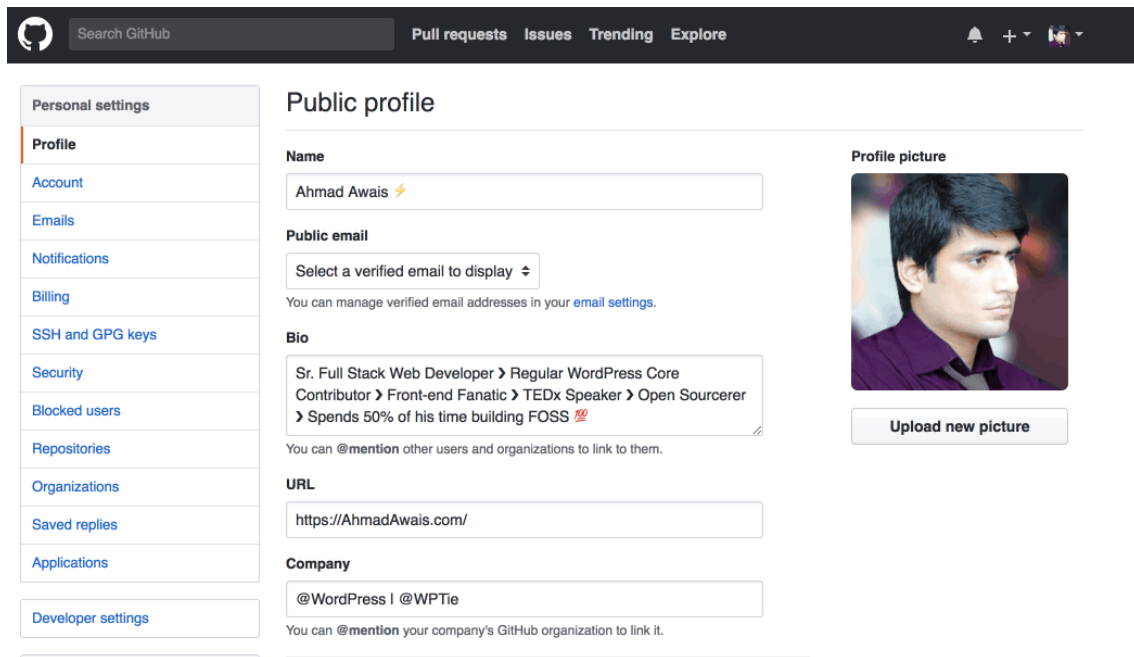 Search GitHub
Pull requests Issues Trending Explore
Personal settings
Profile
Account
Emails
Notifications
Billing
SSH and GPG keys
Security
Blocked users
Repositories
Organizations
Saved replies
Applications
Developer settings
Public profile
Name
Ahmad Awais ⚡
Public email
Select a verified email to display
You can manage verified email addresses in your email settings.
Bio
Sr. Full Stack Web Developer ❯ Regular WordPress Core
Contributor ❯ Front-end Fanatic ❯ TEDx Speaker ❯ Open Sourcerer
❯ Spends 50% of his time building FOSS 💯
You can @mention other users and organizations to link to them.
URL
https://AhmadAwais.com/
Company
@WordPress | @WPTie
You can @mention your company's GitHub organization to link it.
Profile picture
Upload new picture